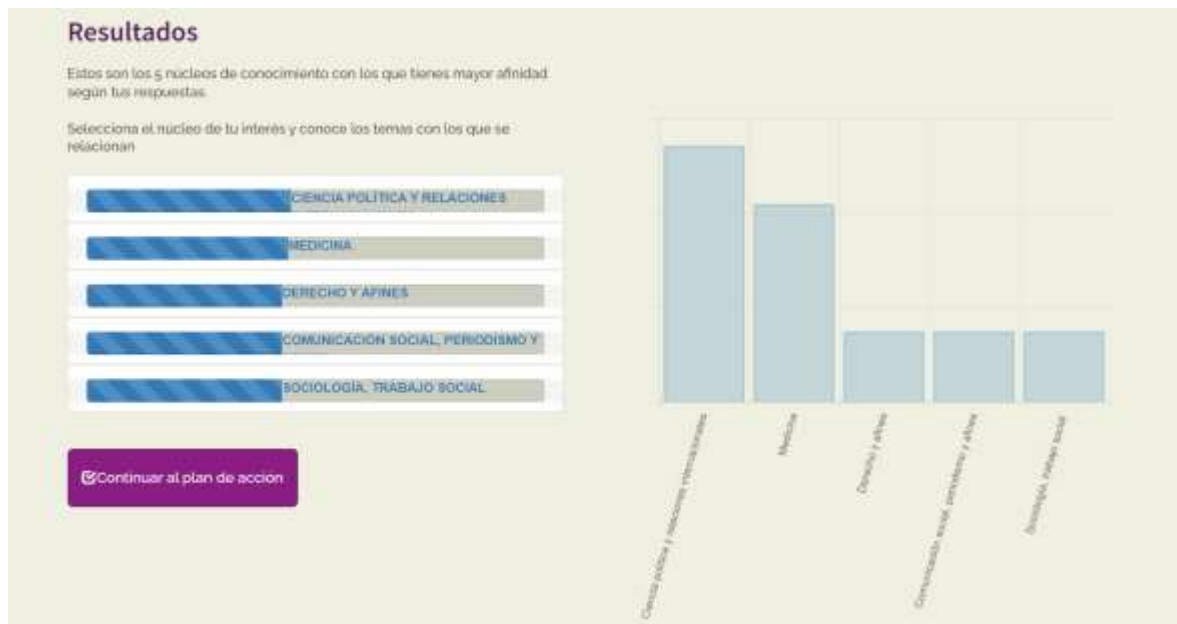 Resultados
Estos son los 5 núcleos de conocimiento con los que tienes mayor afinidad
según tus respuestas.
Selecciona el núcleo de tu interés y conoce los temas con los que se
relacionan
CIENCIA POLÍTICA Y RELACIONES
MEDICINA
DERECHO Y AFINES
COMUNICACIÓN SOCIAL, PERIODISMO Y
SOCIOLOGÍA, TRABAJO SOCIAL
Continuar al plan de acción
Ciencia política y relaciones internacionales
Medicina
Derecho y afines
Comunicación social, periodismo y afines
Sociología, trabajo social